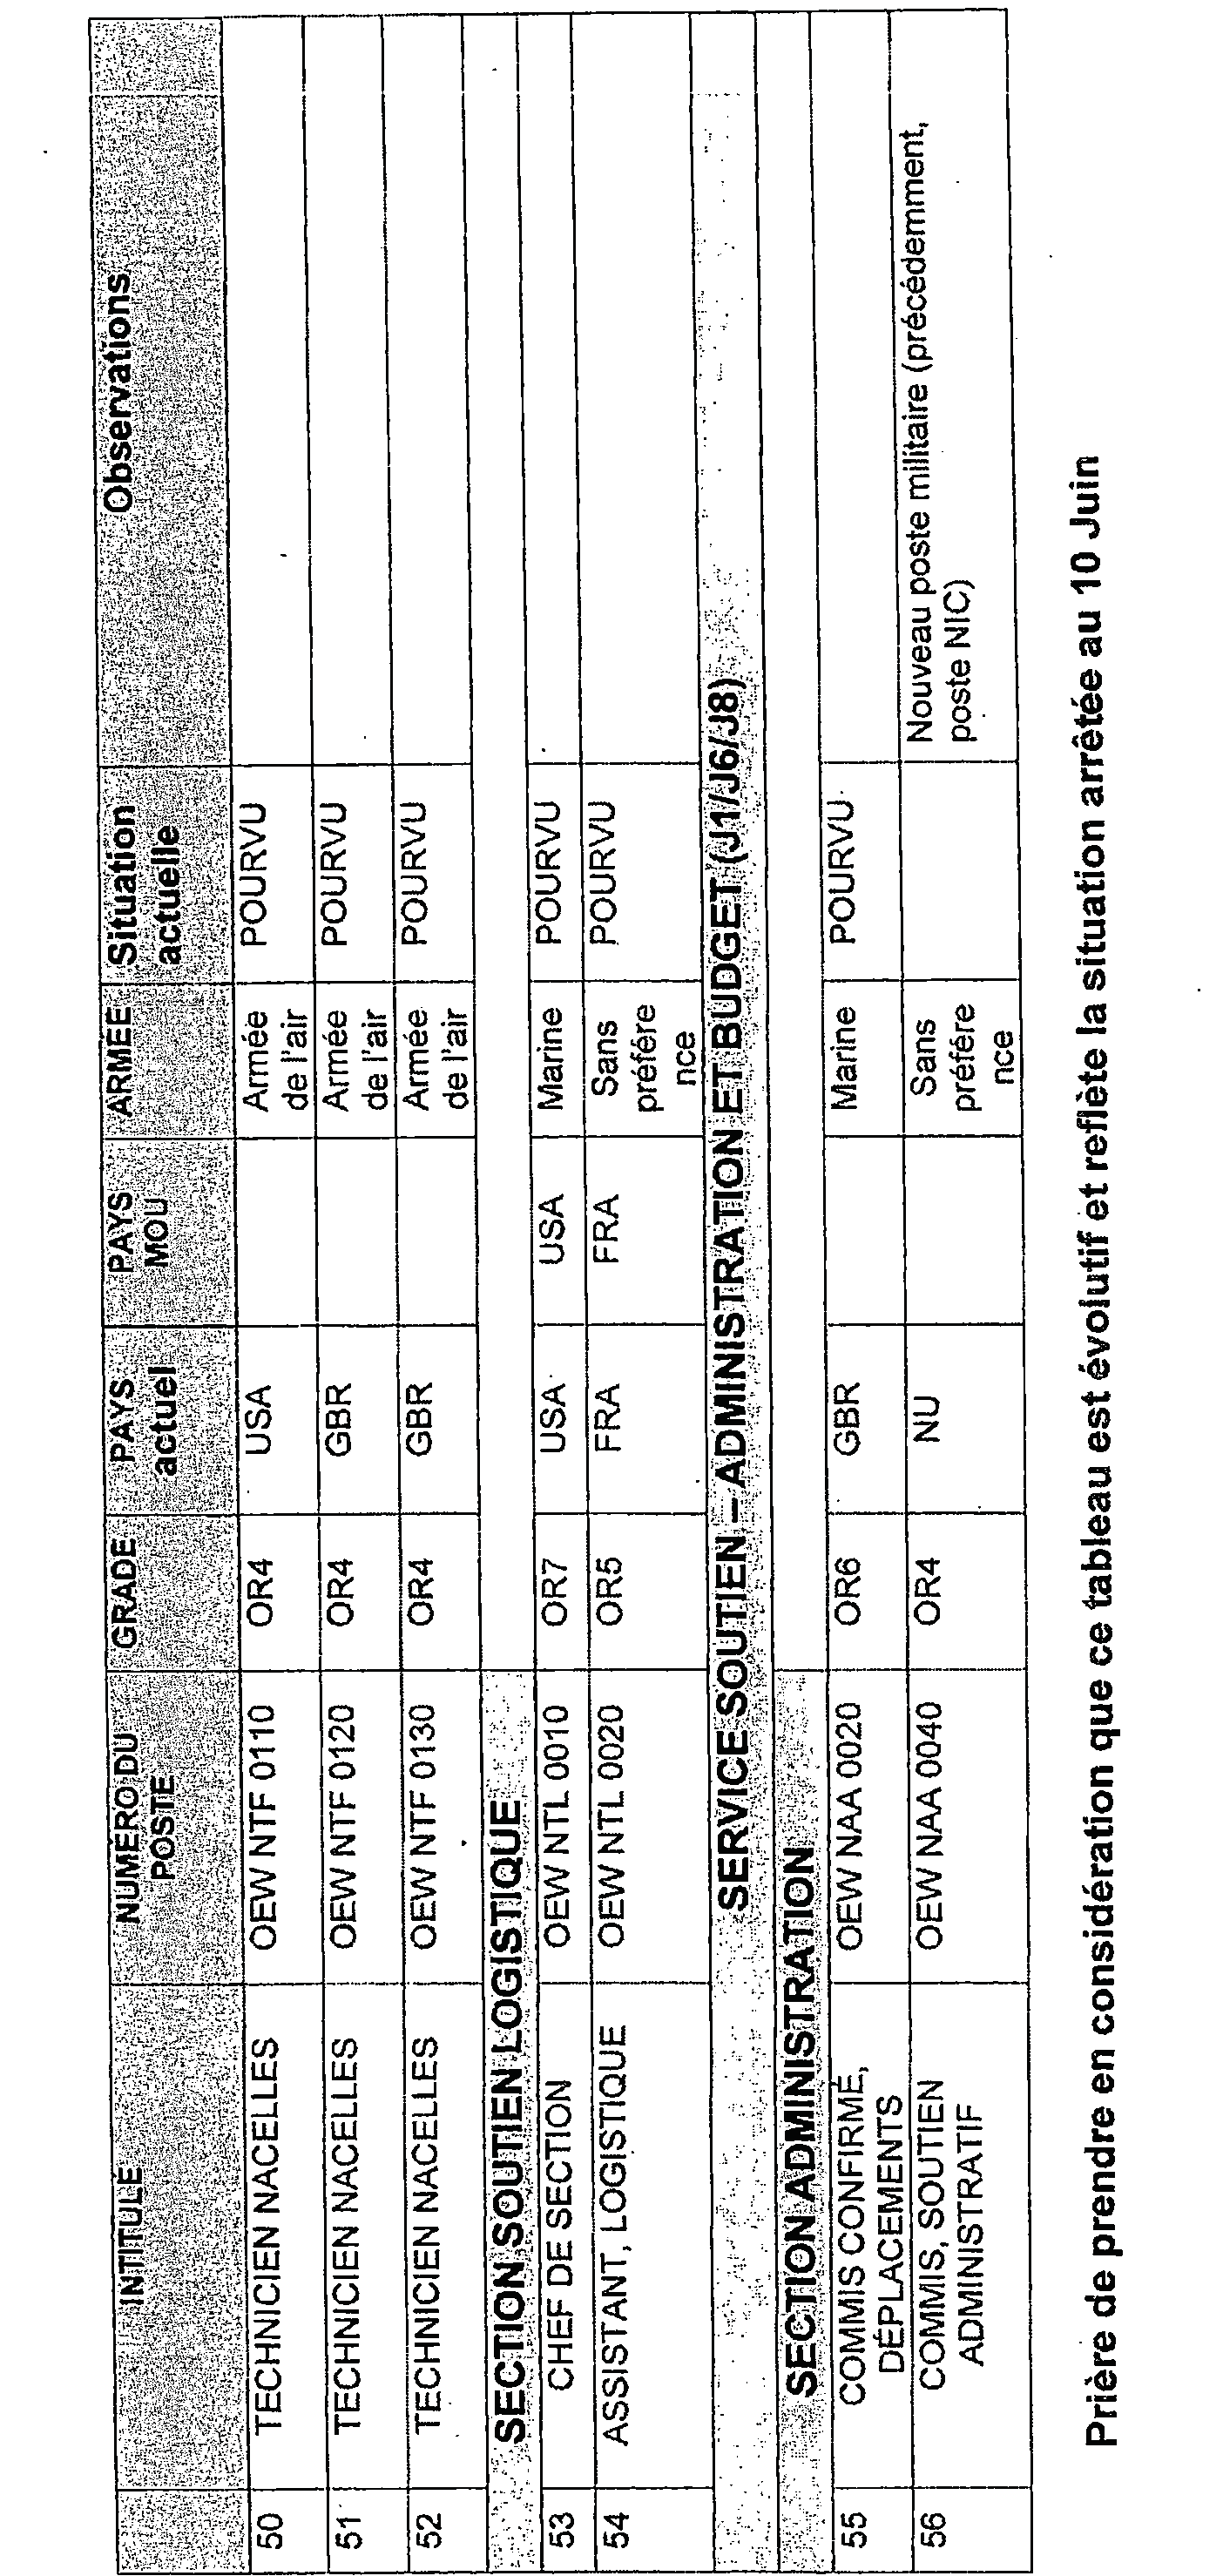 INTITULÉ NUMÉRO DU POSTE GRADE PAYS actuel PAYS MOU ARMÉE Situation actuelle Observations
50 TECHNICIEN NACELLES OEW NTF 0110 OR4 USA Armée de l'air POURVU
51 TECHNICIEN NACELLES OEW NTF 0120 OR4 GBR Armée de l'air POURVU
52 TECHNICIEN NACELLES OEW NTF 0130 OR4 GBR Armée de l'air POURVU
SECTION SOUTIEN LOGISTIQUE
53 CHEF DE SECTION OEW NTL 0010 OR7 USA USA Marine POURVU
54 ASSISTANT, LOGISTIQUE OEW NTL 0020 OR5 FRA FRA Sans préfére nce POURVU
SERVICE SOUTIEN – ADMINISTRATION ET BUDGET (J1/J6/J8)
SECTION ADMINISTRATION
55 COMMIS CONFIRMÉ, DÉPLACEMENTS OEW NAA 0020 OR6 GBR Marine POURVU
56 COMMIS, SOUTIEN ADMINISTRATIF OEW NAA 0040 OR4 NU Sans préfére nce Nouveau poste militaire (précédemment, poste NIC)
Prière de prendre en considération que ce tableau est évolutif et reflète la situation arrêtée au 10 Juin